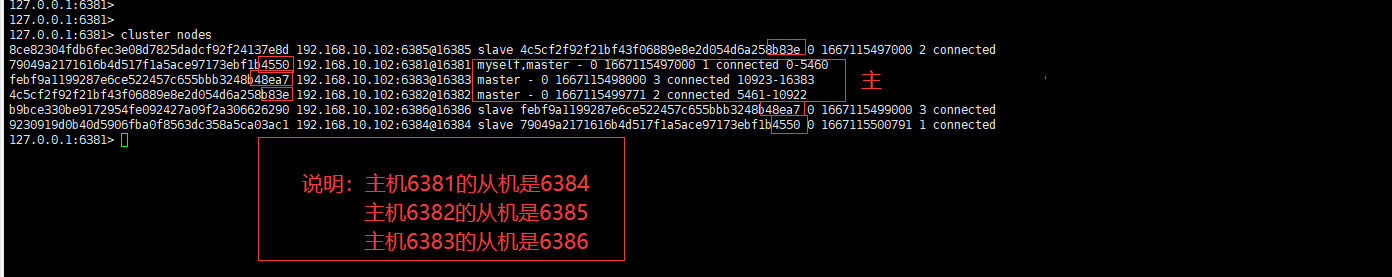 127.0.0.1:6381>
127.0.0.1:6381>
127.0.0.1:6381> cluster nodes
8ce82304fdb6fec3e08d7825dadcf92f24137e8d 192.168.10.102:6385@16385 slave 4c5cf2f92f21bf43f06889e8e2d054d6a258b83e 0 1667115497000 2 connected
79049a2171616b4d517f1a5ace97173ebf1b4550 192.168.10.102:6381@16381 myself,master - 0 1667115497000 1 connected 0-5460
febf9a1199287e6ce522457c655bbb3248b48ea7 192.168.10.102:6383@16383 master - 0 1667115498000 3 connected 10923-16383
主
4c5cf2f92f21bf43f06889e8e2d054d6a258b83e 192.168.10.102:6382@16382 master - 0 1667115499771 2 connected 5461-10922
b9bce330be9172954fe092427a09f2a306626290 192.168.10.102:6386@16386 slave febf9a1199287e6ce522457c655bbb3248b48ea7 0 1667115499000 3 connected
9230919d0b40d5906fba0f8563dc358a5ca03ac1 192.168.10.102:6384@16384 slave 79049a2171616b4d517f1a5ace97173ebf1b4550 0 1667115500791 1 connected
127.0.0.1:6381>
说明：主机6381的从机是6384
主机6382的从机是6385
主机6383的从机是6386